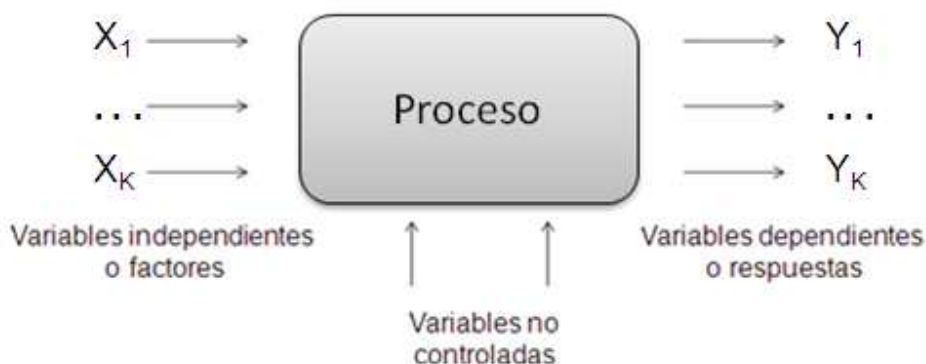 X1 Y1
... Proceso ...
XK YK
Variables independientes Variables dependientes
o factores o respuestas
Variables no
controladas